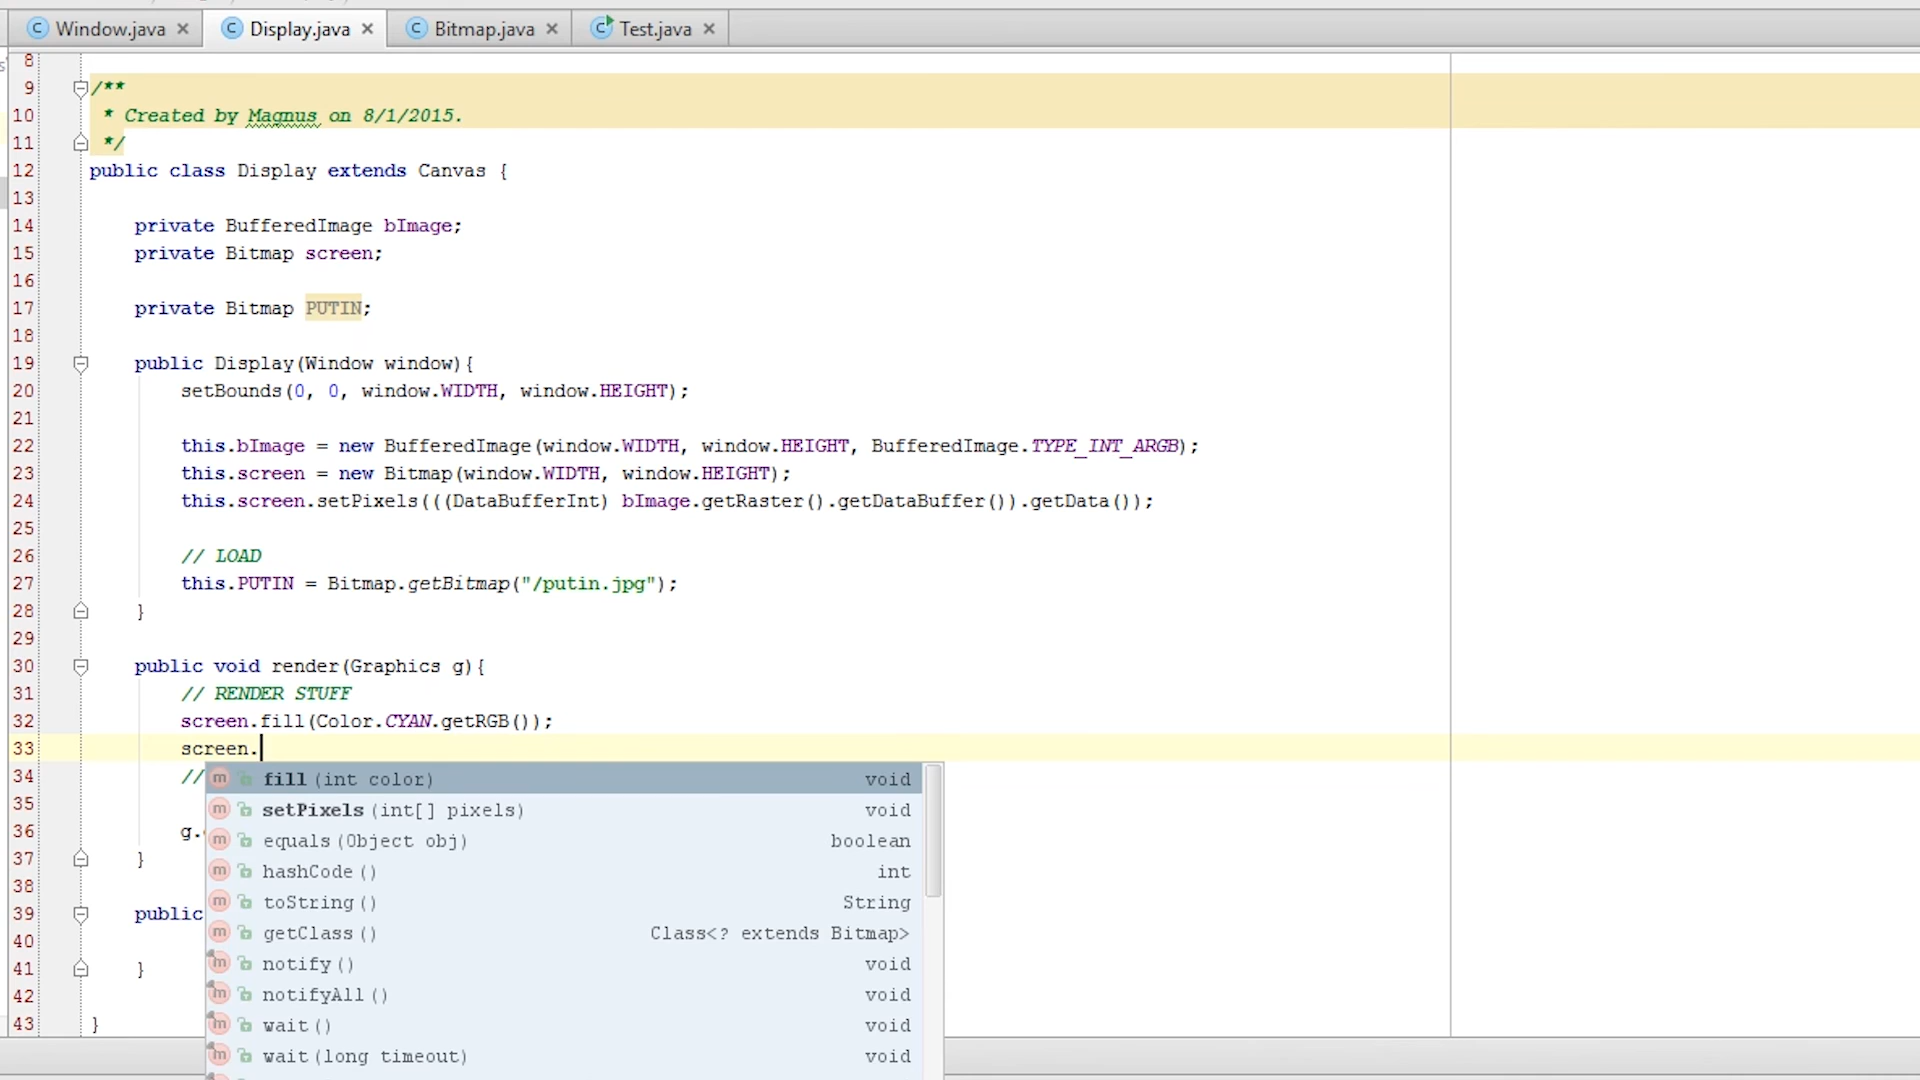 Window.java
Display.java
Bitmap.java
Test.java
8
9 /**
10 * Created by Magnus on 8/1/2015.
11 */
12 public class Display extends Canvas {
13
14 private BufferedImage bImage;
15 private Bitmap screen;
16
17 private Bitmap PUTIN;
18
19 public Display(Window window){
20 setBounds(0, 0, window.WIDTH, window.HEIGHT);
21
22 this.bImage = new BufferedImage(window.WIDTH, window.HEIGHT, BufferedImage.TYPE_INT_ARGB);
23 this.screen = new Bitmap(window.WIDTH, window.HEIGHT);
24 this.screen.setPixels(((DataBufferInt) bImage.getRaster().getDataBuffer()).getData());
25
26 // LOAD
27 this.PUTIN = Bitmap.getBitmap("/putin.jpg");
28 }
29
30 public void render(Graphics g){
31 // RENDER STUFF
32 screen.fill(Color.CYAN.getRGB());
33 screen.
34 //
35
36 g.
37 }
38
39 public
40
41 }
42
43 }
fill(int color) void
setPixels(int[] pixels) void
equals(Object obj) boolean
hashCode() int
toString() String
getClass() Class<? extends Bitmap>
notify() void
notifyAll() void
wait() void
wait(long timeout) void